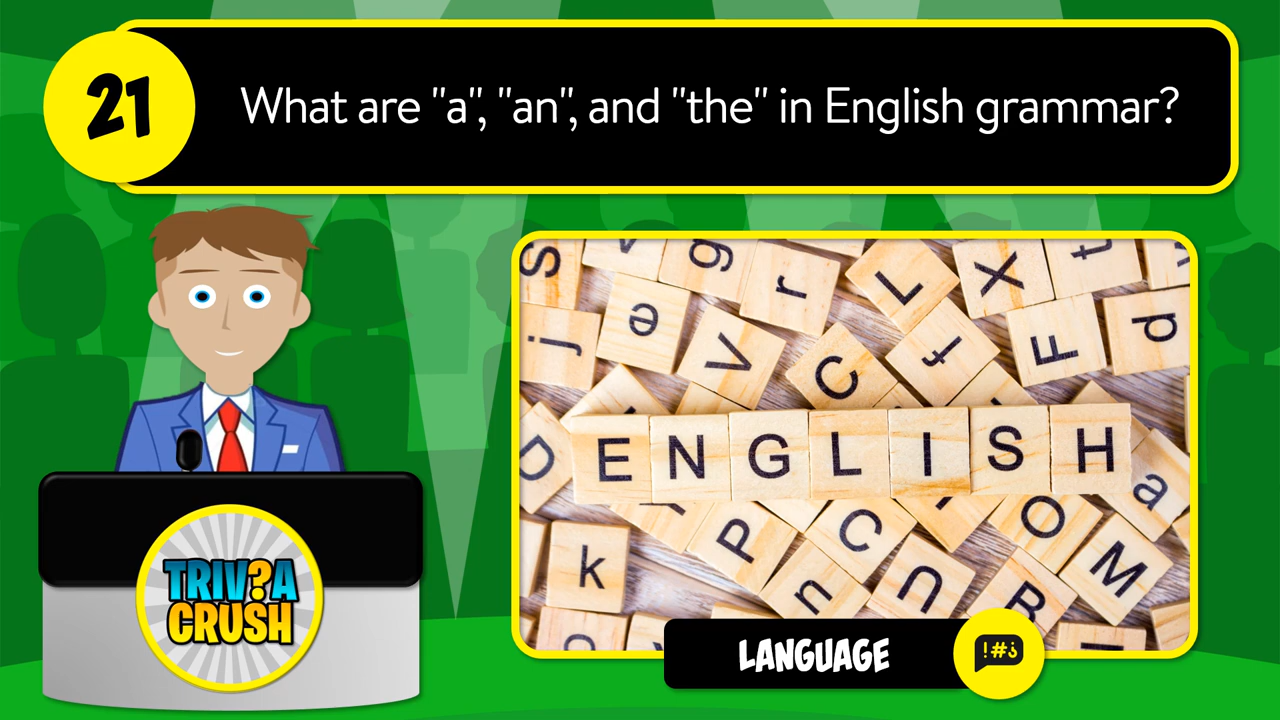 21
What are "a", "an", and "the" in English grammar?
S v g r L X t
j e V C t F d
D ENGLISH a
P C O M
k n U B
TRIV?A
CRUSH
LANGUAGE
!#?